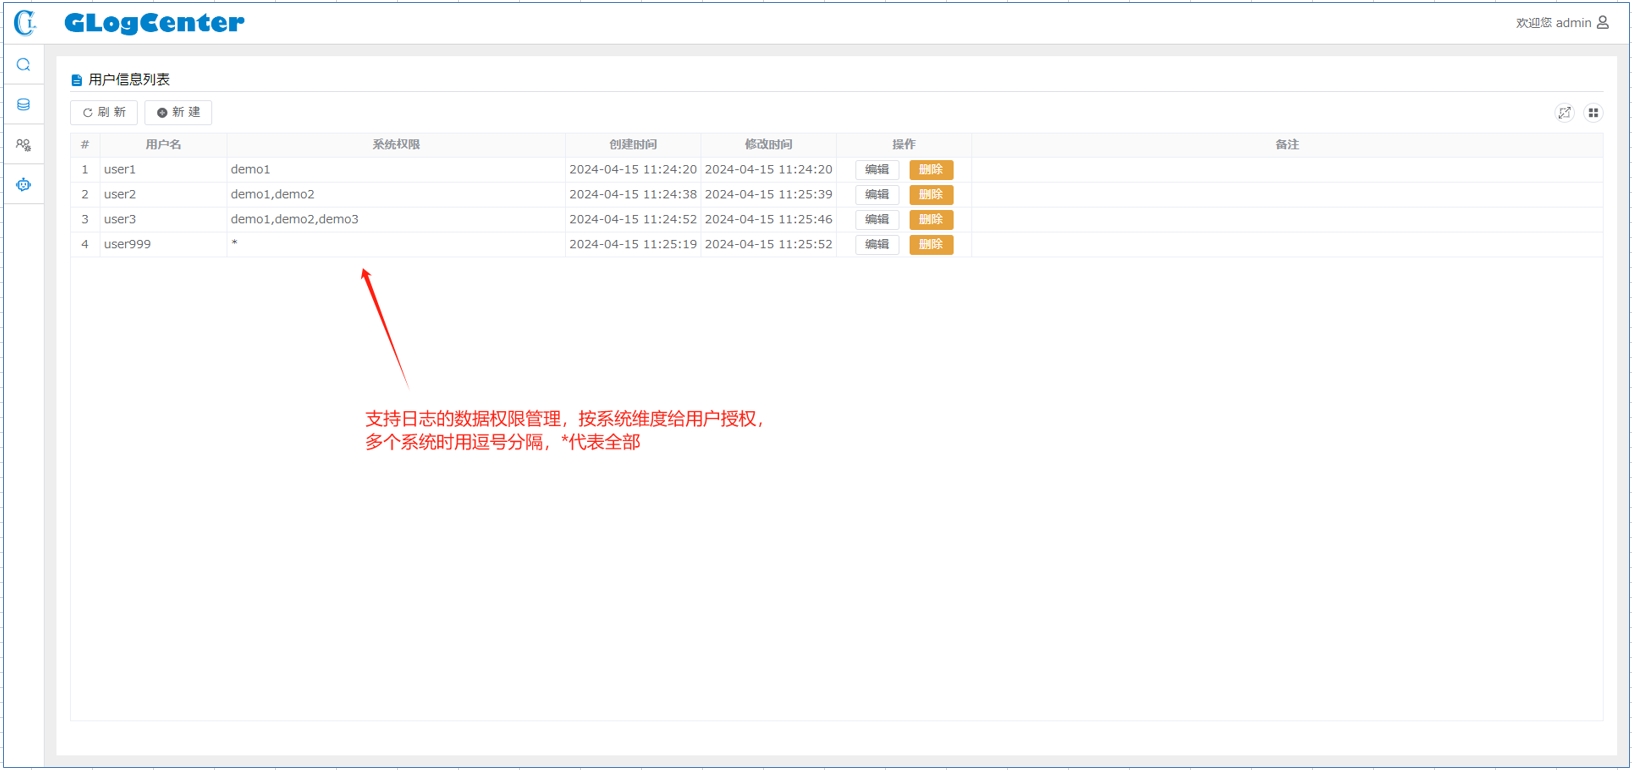 GLogCenter
欢迎您 admin
用户信息列表
刷 新 新 建
# 用户名 系统权限 创建时间 修改时间 操作 备注
1 user1 demo1 2024-04-15 11:24:20 2024-04-15 11:24:20 编辑 删除
2 user2 demo1,demo2 2024-04-15 11:24:38 2024-04-15 11:25:39 编辑 删除
3 user3 demo1,demo2,demo3 2024-04-15 11:24:52 2024-04-15 11:25:46 编辑 删除
4 user999 * 2024-04-15 11:25:19 2024-04-15 11:25:52 编辑 删除
支持日志的数据权限管理，按系统维度给用户授权，
多个系统时用逗号分隔，*代表全部